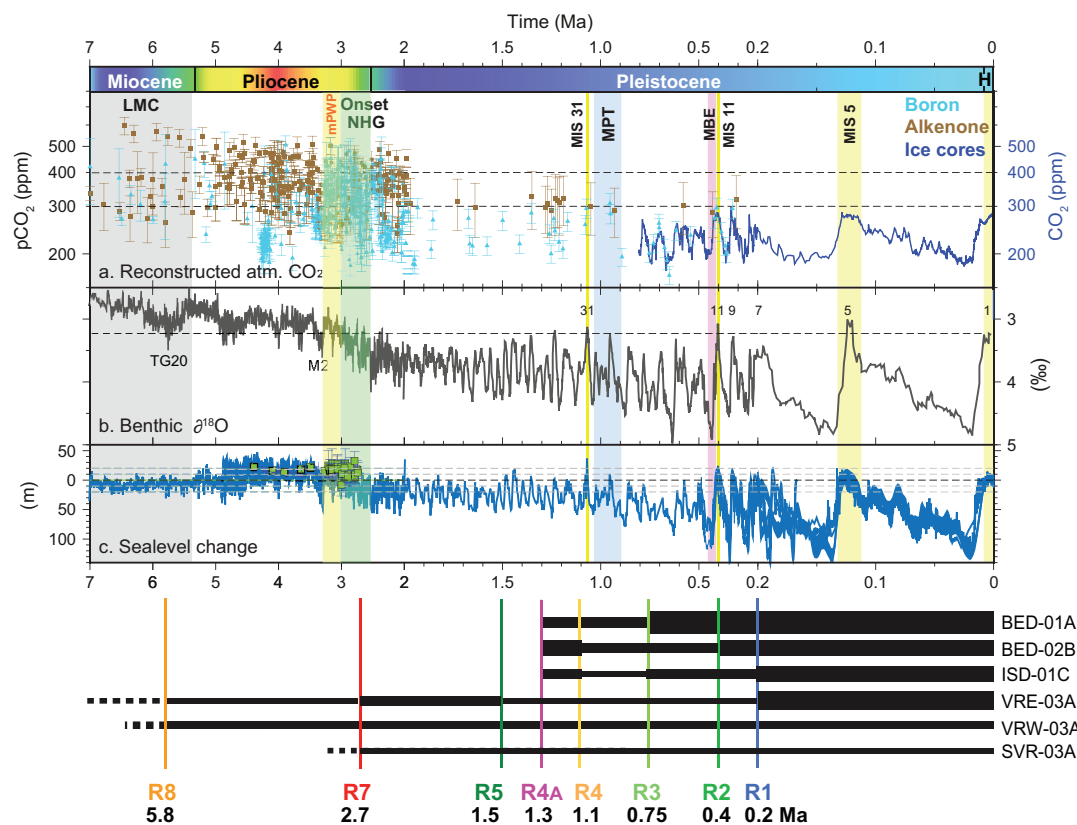 Time (Ma)
7 6 5 4 3 2 1.5 1.0 0.5 0.2 0.1 0
Miocene Pliocene Pleistocene H
LMC mPWP Onset NHG MIS 31 MPT MBE MIS 11 MIS 5
Boron
Alkenone
Ice cores
pCO2 (ppm)
500
400
300
200
CO2 (ppm)
500
400
300
200
a. Reconstructed atm. CO2
31 11 9 7 5 1
TG20 M2
3
4
5
(‰)
b. Benthic ∂18O
50
0
50
100
(m)
c. Sealevel change
7 6 5 4 3 2 1.5 1.0 0.5 0.2 0.1 0
BED-01A
BED-02B
ISD-01C
VRE-03A
VRW-03A
SVR-03A
R8 R7 R5 R4A R4 R3 R2 R1
5.8 2.7 1.5 1.3 1.1 0.75 0.4 0.2 Ma